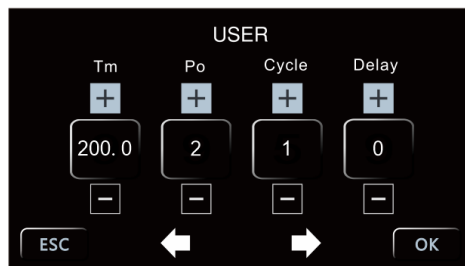 USER
Tm Po Cycle Delay
+ + + +
200.0 2 1 0
- - - -
ESC OK